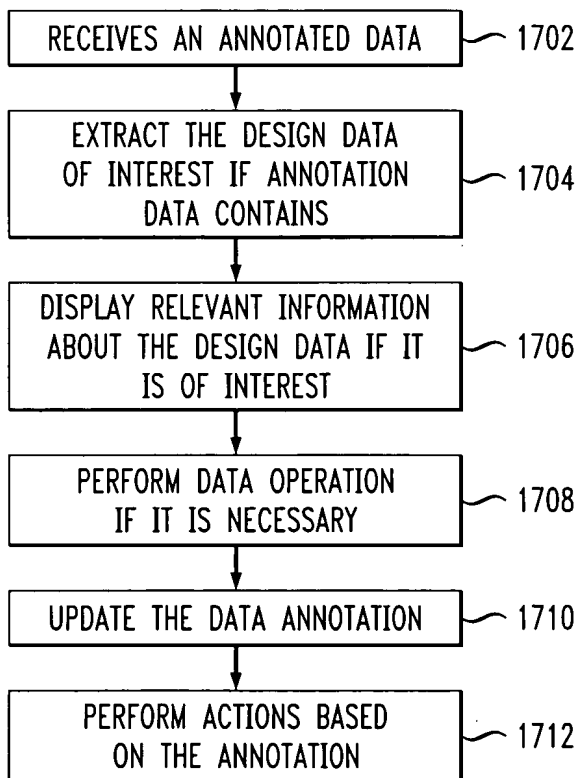 RECEIVES AN ANNOTATED DATA
1702
EXTRACT THE DESIGN DATA
OF INTEREST IF ANNOTATION
DATA CONTAINS
1704
DISPLAY RELEVANT INFORMATION
ABOUT THE DESIGN DATA IF IT
IS OF INTEREST
1706
PERFORM DATA OPERATION
IF IT IS NECESSARY
1708
UPDATE THE DATA ANNOTATION
1710
PERFORM ACTIONS BASED
ON THE ANNOTATION
1712